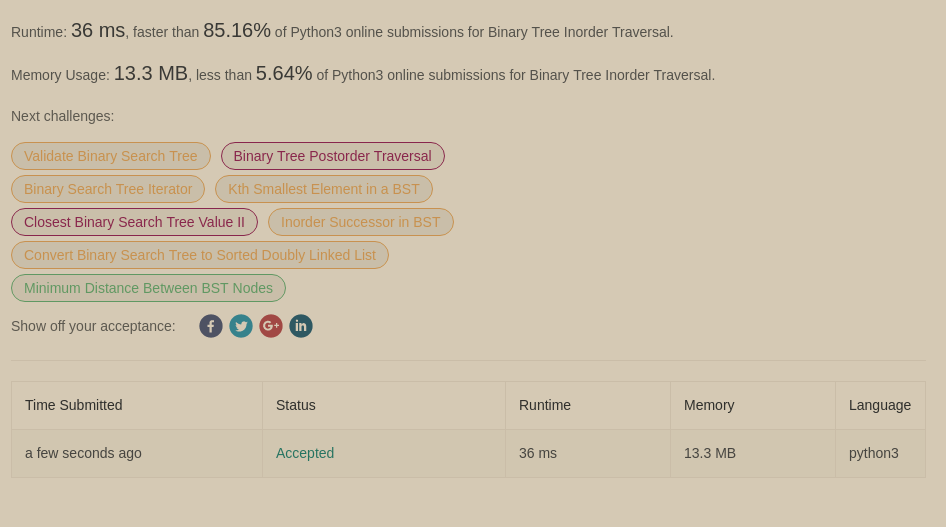 Runtime: 36 ms, faster than 85.16% of Python3 online submissions for Binary Tree Inorder Traversal.
Memory Usage: 13.3 MB, less than 5.64% of Python3 online submissions for Binary Tree Inorder Traversal.
Next challenges:
Validate Binary Search Tree Binary Tree Postorder Traversal
Binary Search Tree Iterator Kth Smallest Element in a BST
Closest Binary Search Tree Value II Inorder Successor in BST
Convert Binary Search Tree to Sorted Doubly Linked List
Minimum Distance Between BST Nodes
Show off your acceptance: f G+ in
Time Submitted Status Runtime Memory Language
a few seconds ago Accepted 36 ms 13.3 MB python3